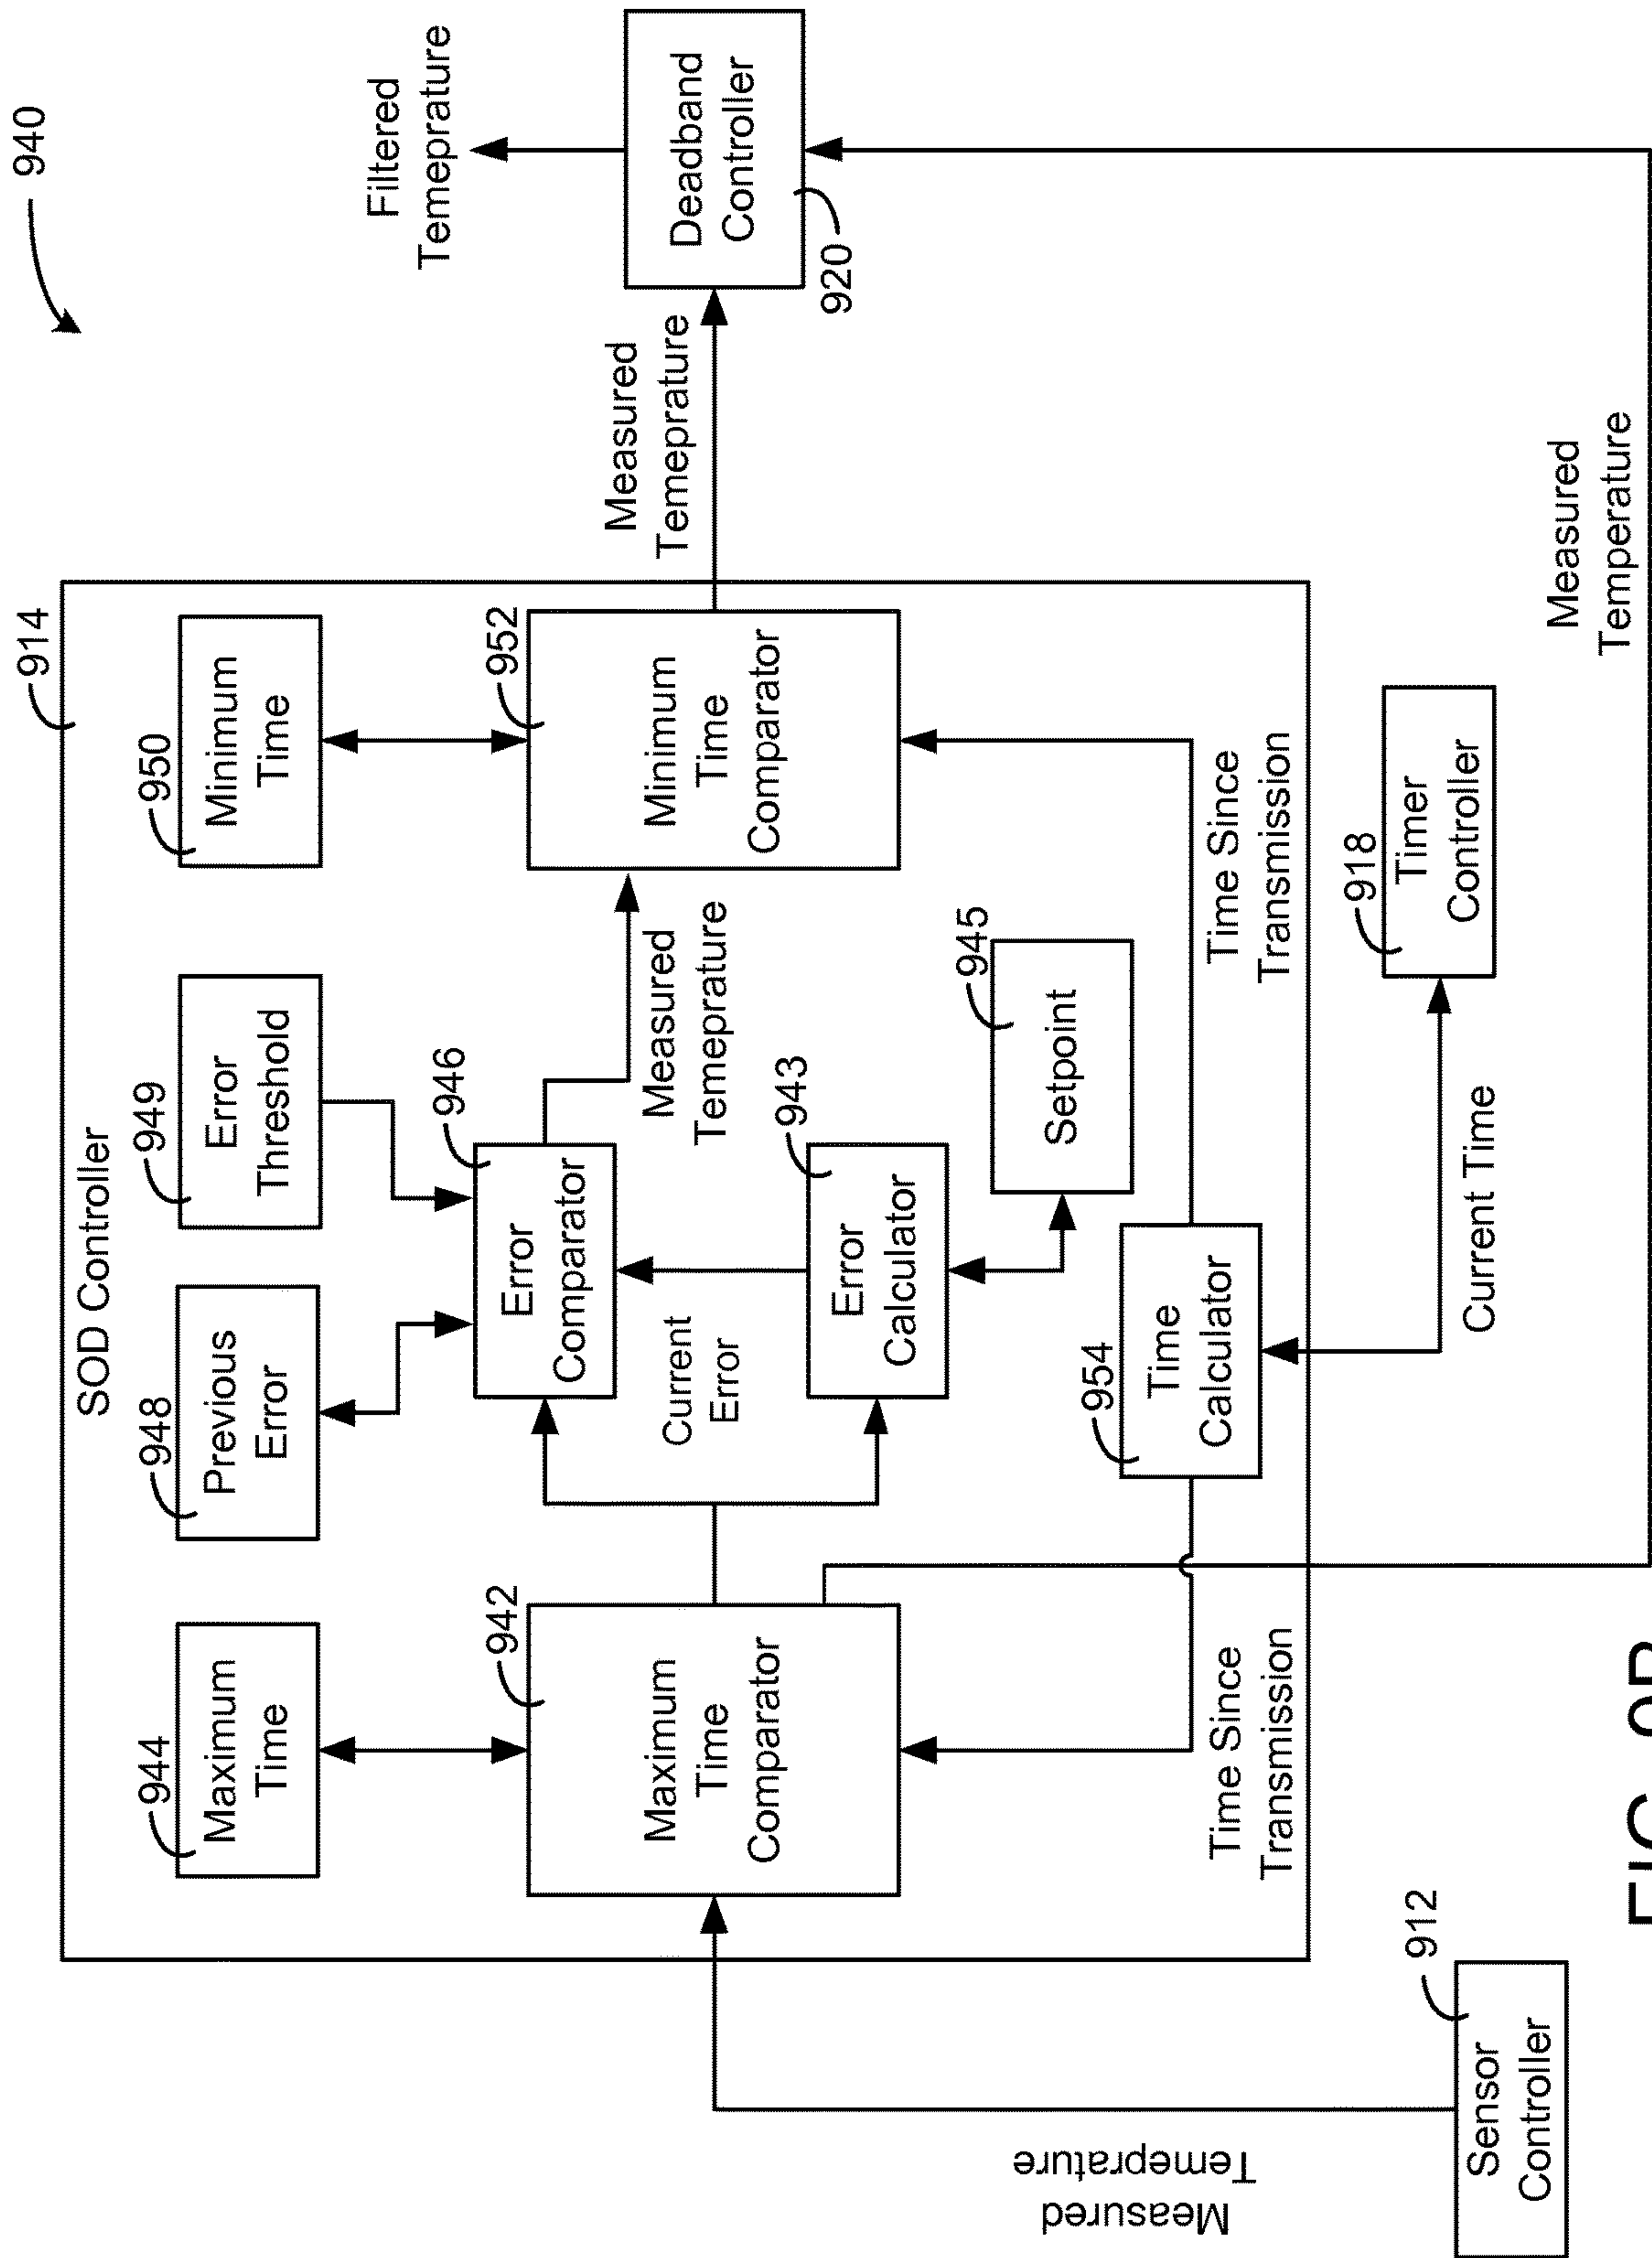 940
914
SOD Controller
944
Maximum
Time
948
Previous
Error
949
Error
Threshold
950
Minimum
Time
942
Maximum
Time
Comparator
946
Error
Comparator
Current
Error
943
Error
Calculator
945
Setpoint
Measured
Temeprature
952
Minimum
Time
Comparator
954
Time
Calculator
Time Since
Transmission
Time Since
Transmission
Measured
Temeprature
Filtered
Temeprature
Deadband
Controller
920
Measured
Temeprature
912
Sensor
Controller
Current Time
918
Timer
Controller
Measured
Temperature